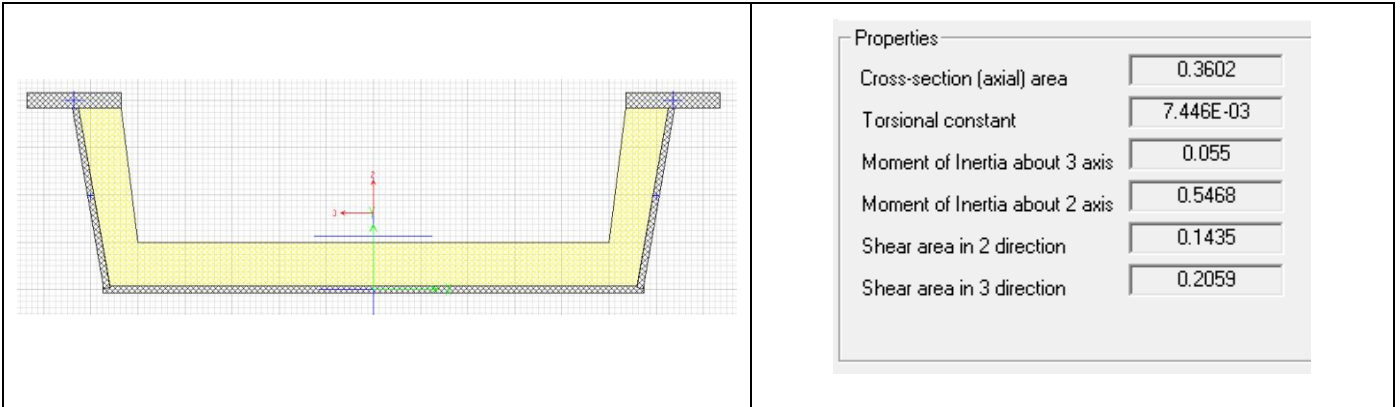 2
3
Properties
Cross-section (axial) area 0.3602
Torsional constant 7.446E-03
Moment of Inertia about 3 axis 0.055
Moment of Inertia about 2 axis 0.5468
Shear area in 2 direction 0.1435
Shear area in 3 direction 0.2059